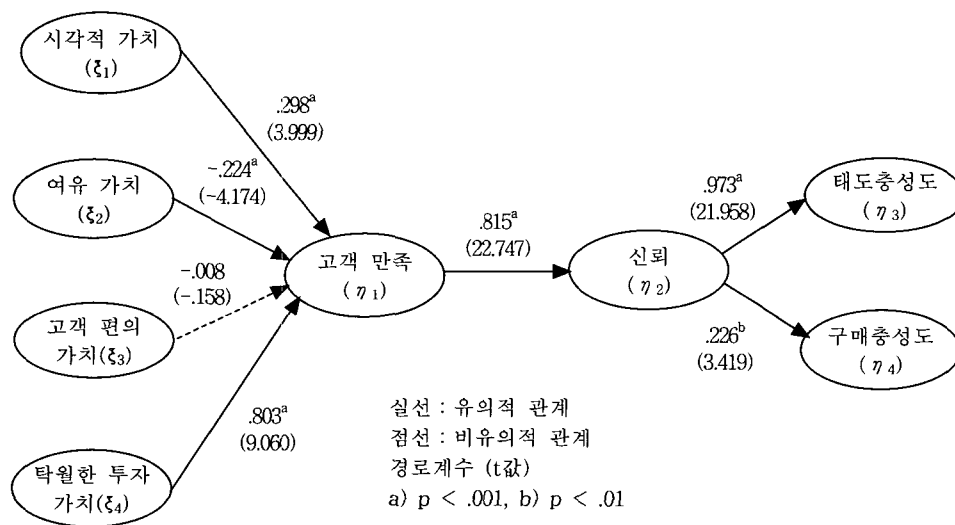 시각적 가치
(ξ1)
.298a
(3.999)
여유 가치
(ξ2)
-.224a
(-4.174)
고객 편의
가치(ξ3)
-.008
(-.158)
탁월한 투자
가치(ξ4)
.803a
(9.060)
고객 만족
(η1)
.815a
(22.747)
신뢰
(η2)
.973a
(21.958)
태도충성도
(η3)
.226b
(3.419)
구매충성도
(η4)
실선 : 유의적 관계
점선 : 비유의적 관계
경로계수 (t값)
a) p < .001, b) p < .01